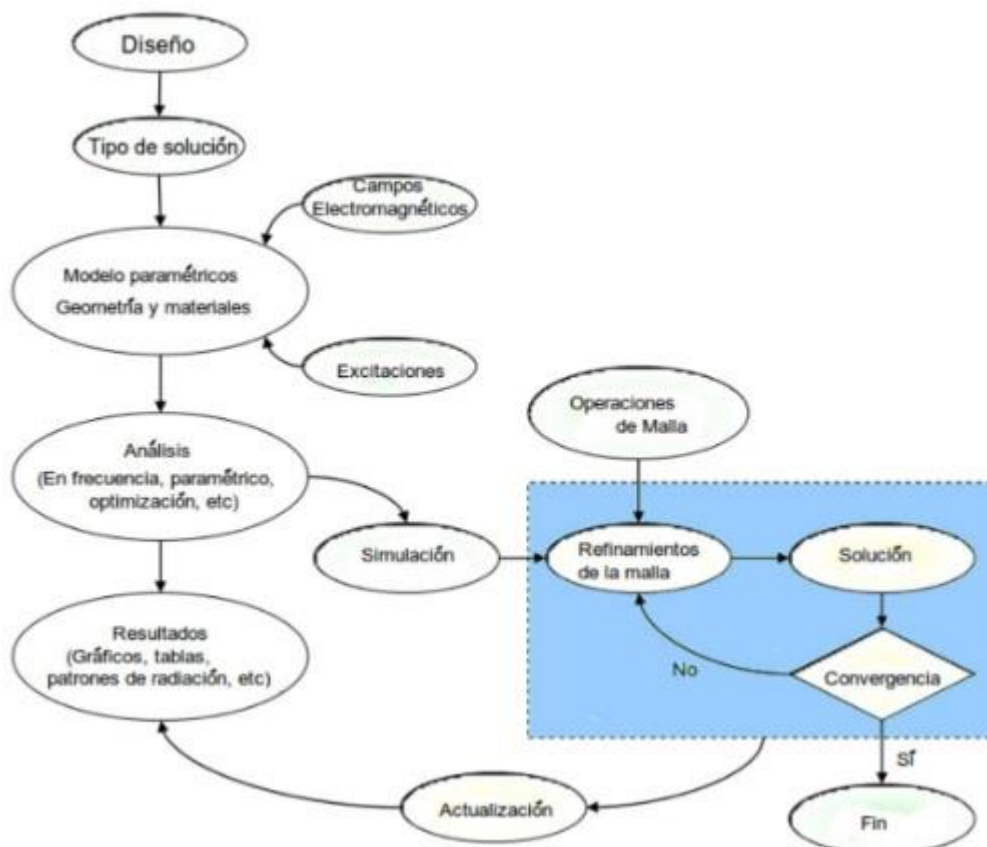 Diseño
Tipo de solución
Campos
Electromagnéticos
Modelo paramétricos
Geometría y materiales
Excitaciones
Operaciones
de Malla
Análisis
(En frecuencia, paramétrico,
optimización, etc)
Simulación
Refinamientos
de la malla
Solución
Resultados
(Gráficos, tablas,
patrones de radiación, etc)
No
Convergencia
SÍ
Actualización
Fin